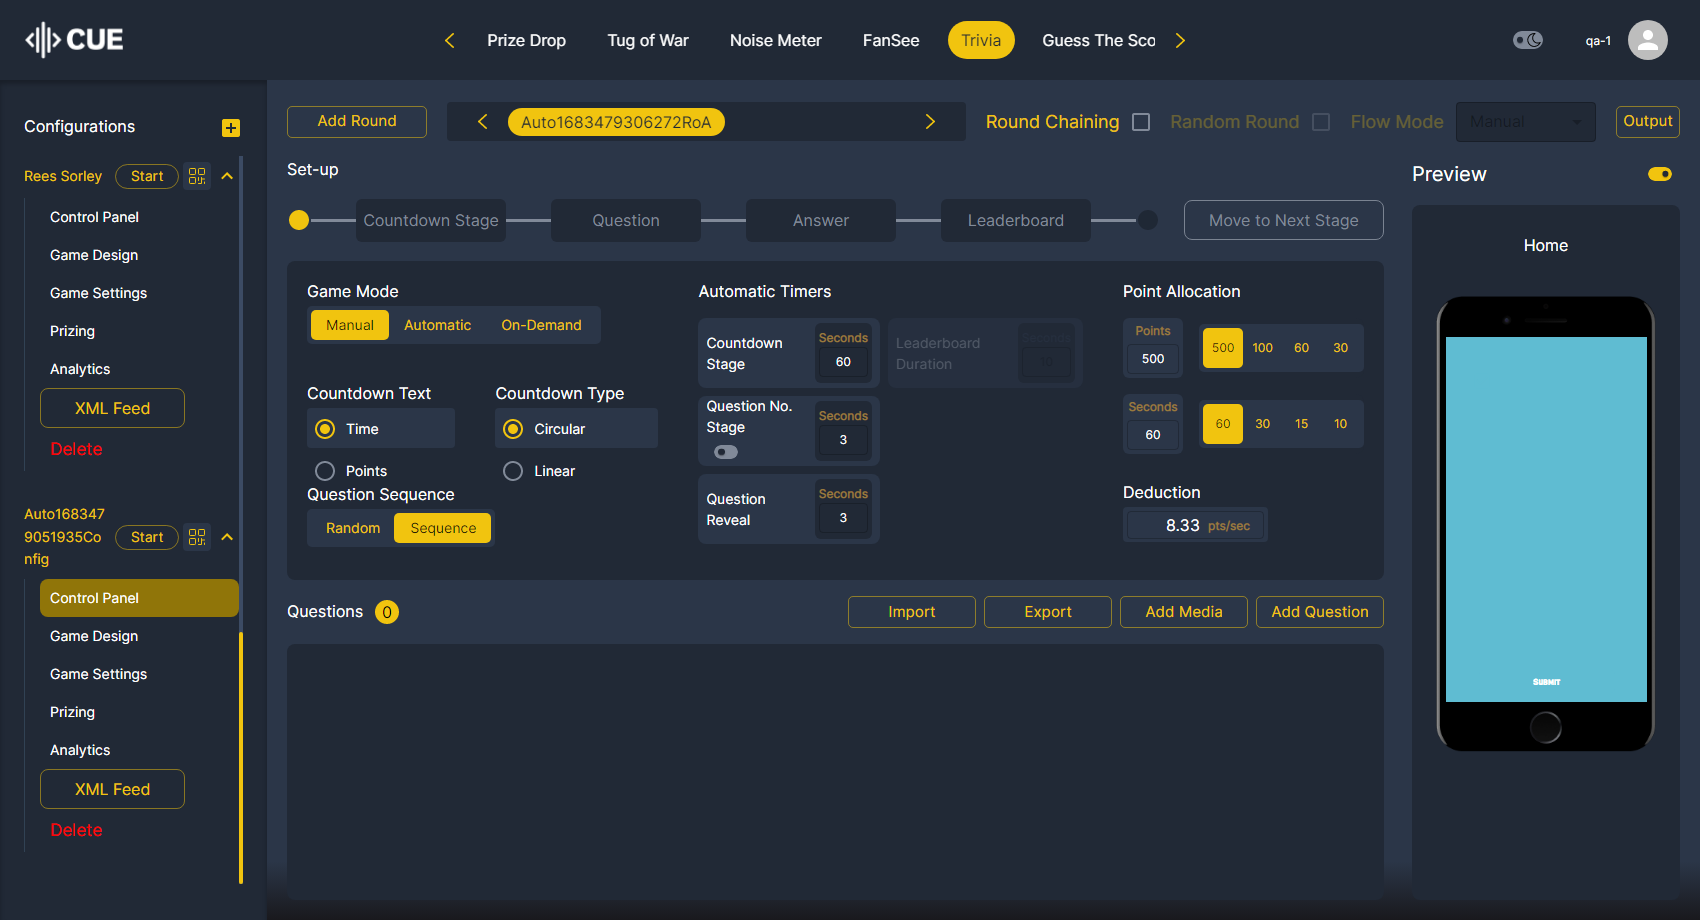 CUE
Prize Drop
Tug of War
Noise Meter
FanSee
Trivia
Guess The Sco
qa-1
Configurations
Rees Sorley
Start
Control Panel
Game Design
Game Settings
Prizing
Analytics
XML Feed
Delete
Auto168347
9051935Co
nfig
Start
Control Panel
Game Design
Game Settings
Prizing
Analytics
XML Feed
Delete
Add Round
Auto1683479306272RoA
Round Chaining
Random Round
Flow Mode
Manual
Output
Set-up
Countdown Stage
Question
Answer
Leaderboard
Move to Next Stage
Game Mode
Manual
Automatic
On-Demand
Countdown Text
Time
Points
Countdown Type
Circular
Linear
Question Sequence
Random
Sequence
Automatic Timers
Countdown
Stage
Seconds
60
Leaderboard
Duration
Seconds
10
Question No.
Stage
Seconds
3
Question
Reveal
Seconds
3
Point Allocation
Points
500
500
100
60
30
Seconds
60
60
30
15
10
Deduction
8.33 pts/sec
Questions 0
Import
Export
Add Media
Add Question
Preview
Home
SUBMIT